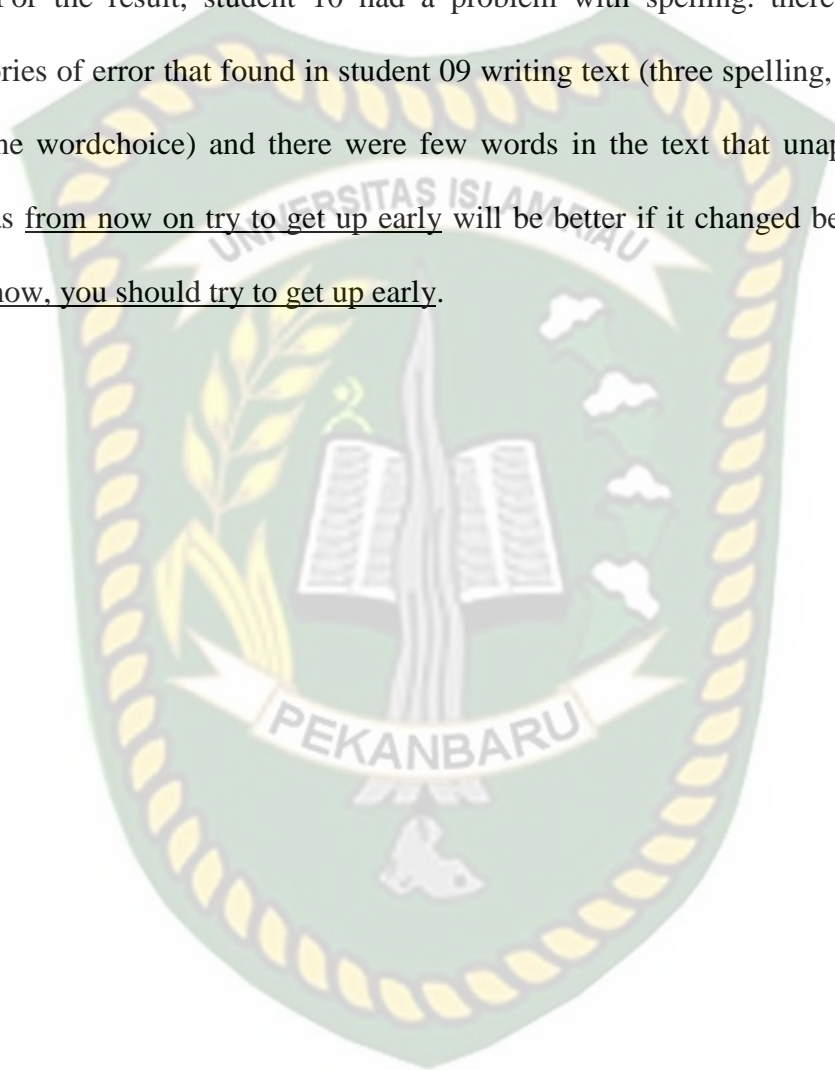 For the result, student 10 had a problem with spelling. there
ories of error that found in student 09 writing text (three spelling,
ne wordchoice) and there were few words in the text that unap
as from now on try to get up early will be better if it changed be
now, you should try to get up early.
UNIVERSITAS ISLAM RIAU
PEKANBARU